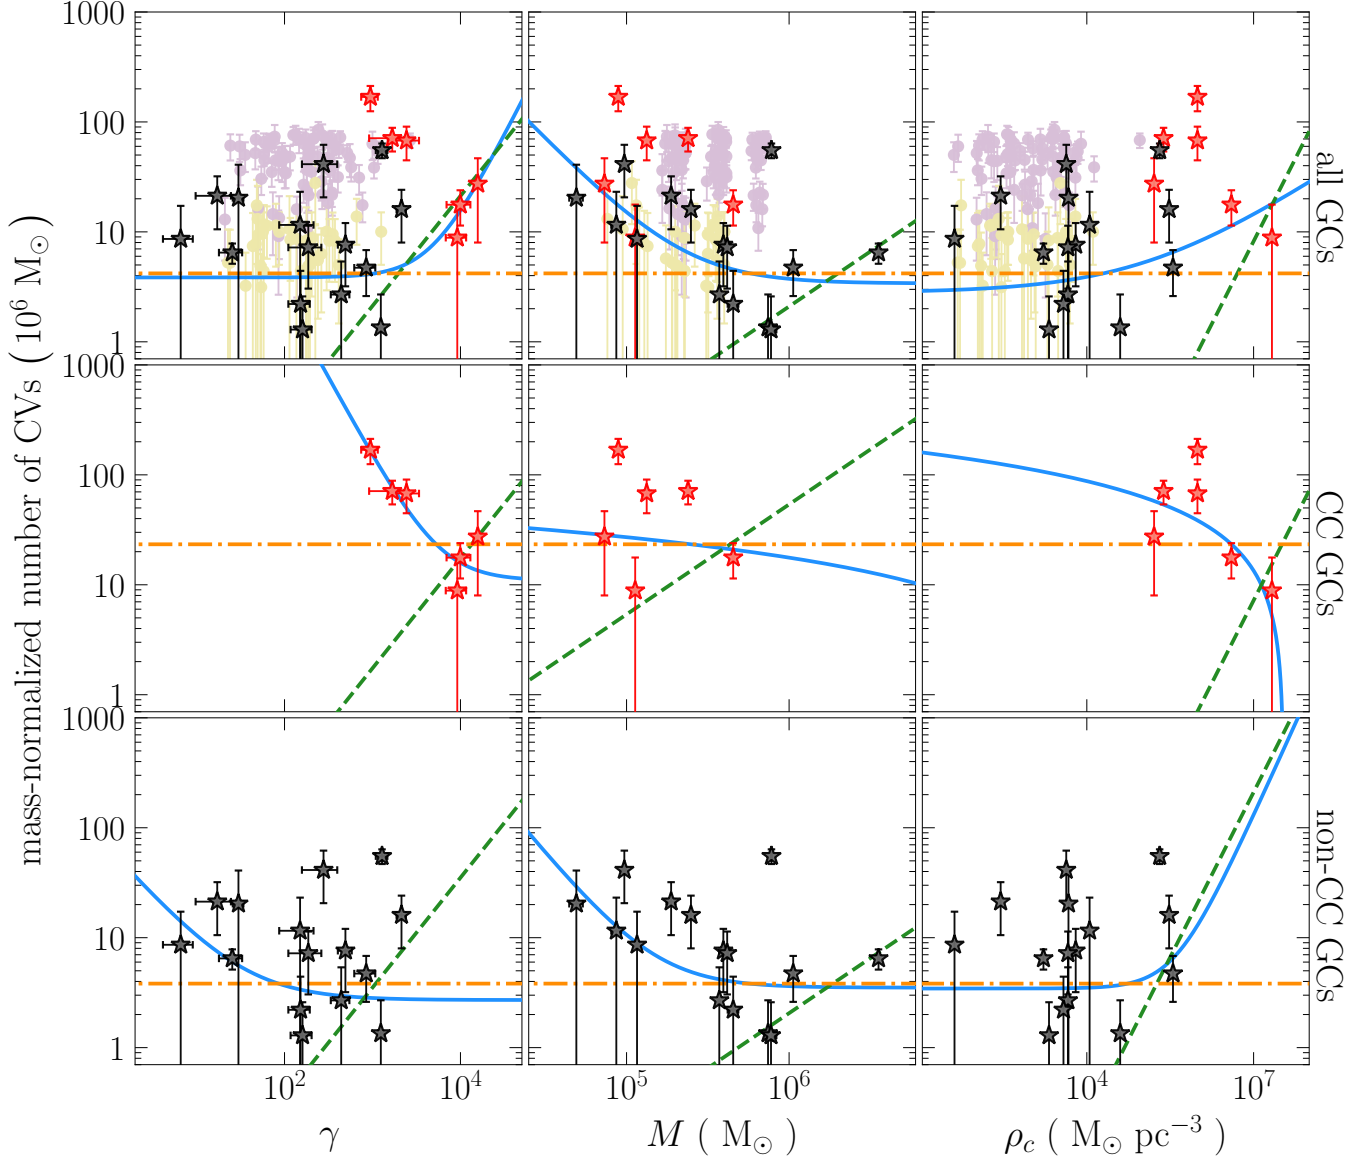 mass-normalized number of CVs ( 10⁶ M⊙ )
1000
100
10
1
all GCs
1000
100
10
1
CC GCs
1000
100
10
1
non-CC GCs
10² 10⁴
10⁵ 10⁶
10⁴ 10⁷
γ
M ( M⊙ )
ρc ( M⊙ pc⁻³ )